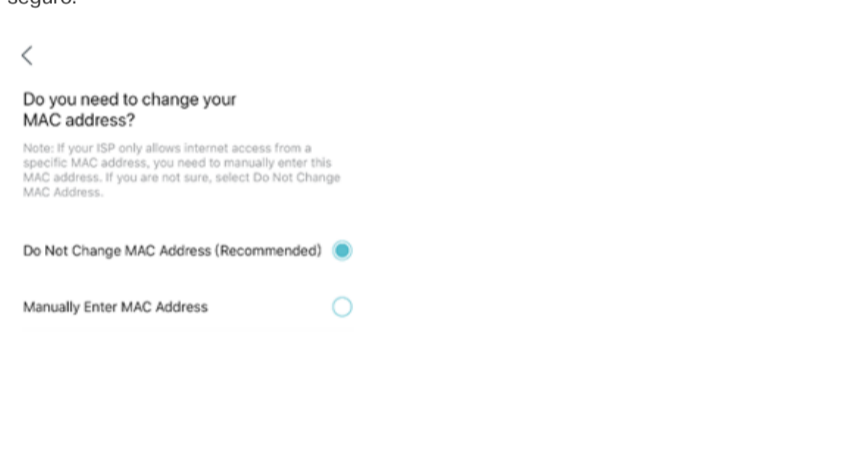 seguro.
Do you need to change your
MAC address?
Note: If your ISP only allows internet access from a
specific MAC address, you need to manually enter this
MAC address. If you are not sure, select Do Not Change
MAC Address.
Do Not Change MAC Address (Recommended)
Manually Enter MAC Address